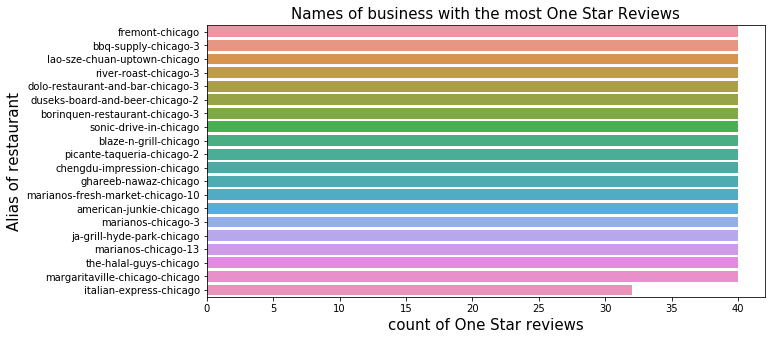 Names of business with the most One Star Reviews
Alias of restaurant
fremont-chicago
bbq-supply-chicago-3
lao-sze-chuan-uptown-chicago
river-roast-chicago-3
dolo-restaurant-and-bar-chicago-3
duseks-board-and-beer-chicago-2
borinquen-restaurant-chicago-3
sonic-drive-in-chicago
blaze-n-grill-chicago
picante-taqueria-chicago-2
chengdu-impression-chicago
ghareeb-nawaz-chicago
marianos-fresh-market-chicago-10
american-junkie-chicago
marianos-chicago-3
ja-grill-hyde-park-chicago
marianos-chicago-13
the-halal-guys-chicago
margaritaville-chicago-chicago
italian-express-chicago
0 5 10 15 20 25 30 35 40
count of One Star reviews